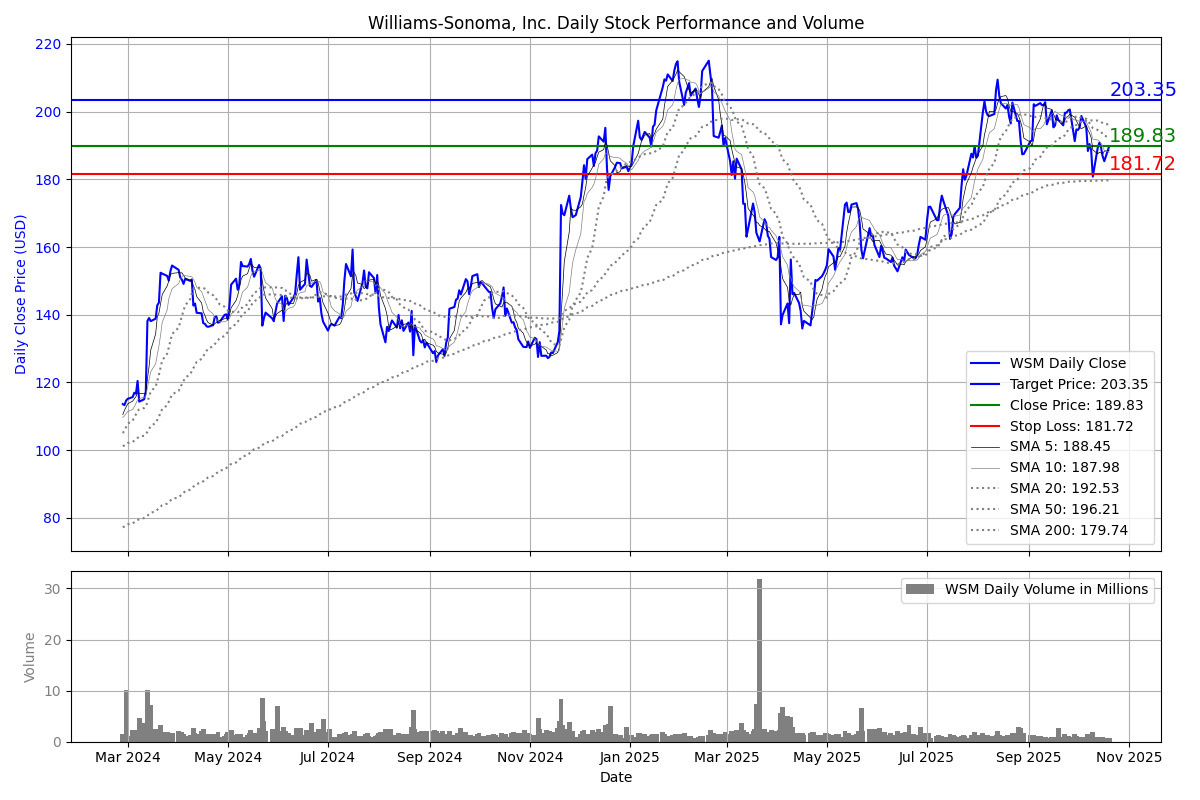 Williams-Sonoma, Inc. Daily Stock Performance and Volume
Daily Close Price (USD)
220
200
180
160
140
120
100
80
203.35
189.83
181.72
WSM Daily Close
Target Price: 203.35
Close Price: 189.83
Stop Loss: 181.72
SMA 5: 188.45
SMA 10: 187.98
SMA 20: 192.53
SMA 50: 196.21
SMA 200: 179.74
Volume
30
20
10
0
WSM Daily Volume in Millions
Mar 2024 May 2024 Jul 2024 Sep 2024 Nov 2024 Jan 2025 Mar 2025 May 2025 Jul 2025 Sep 2025 Nov 2025
Date